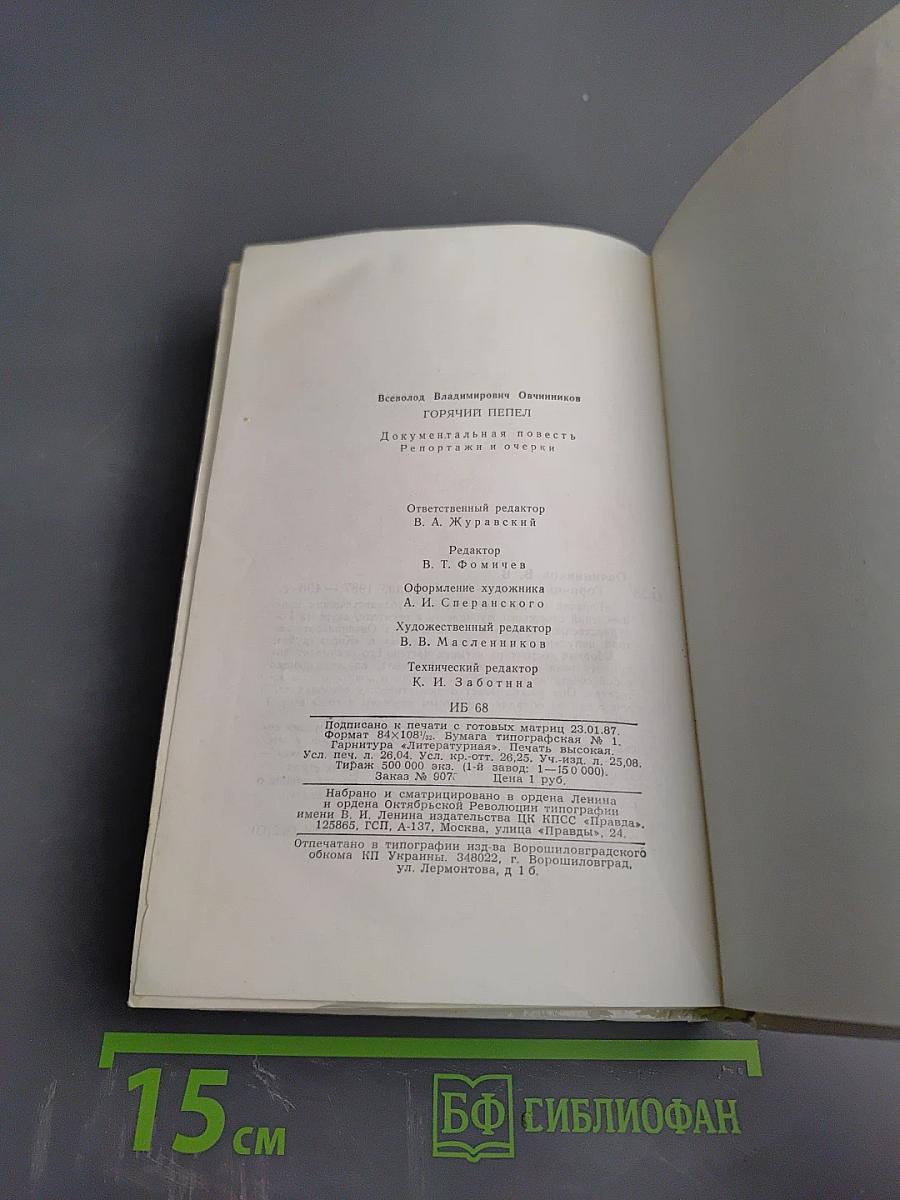 Всеволод Владимирович Овчинников
ГОРЯЧИЙ ПЕПЕЛ
Документальная повесть
Репортажи и очерки
Ответственный редактор
В. А. Журавский
Редактор
В. Т. Фомичев
Оформление художника
А. И. Сперанского
Художественный редактор
В. В. Масленников
Технический редактор
К. И. Заботина
ИБ 68
Подписано к печати с готовых матриц 23.01.87.
Формат 84×108¹/₃₂. Бумага типографская № 1.
Гарнитура «Литературная». Печать высокая.
Усл. печ. л. 26,04. Усл. кр.-отт. 26,25. Уч.-изд. л. 25,08.
Тираж 500 000 экз. (1-й завод: 1—150 000).
Заказ № 907. Цена 1 руб.
Набрано и сматрицировано в ордена Ленина
и ордена Октябрьской Революции типографии
имени В. И. Ленина издательства ЦК КПСС «Правда».
125865, ГСП, А-137, Москва, улица «Правды», 24.
Отпечатано в типографии изд-ва Ворошиловградского
обкома КП Украины. 348022, г. Ворошиловград,
ул. Лермонтова, д 1 б.
15 см
БФ БИБЛИОФАН